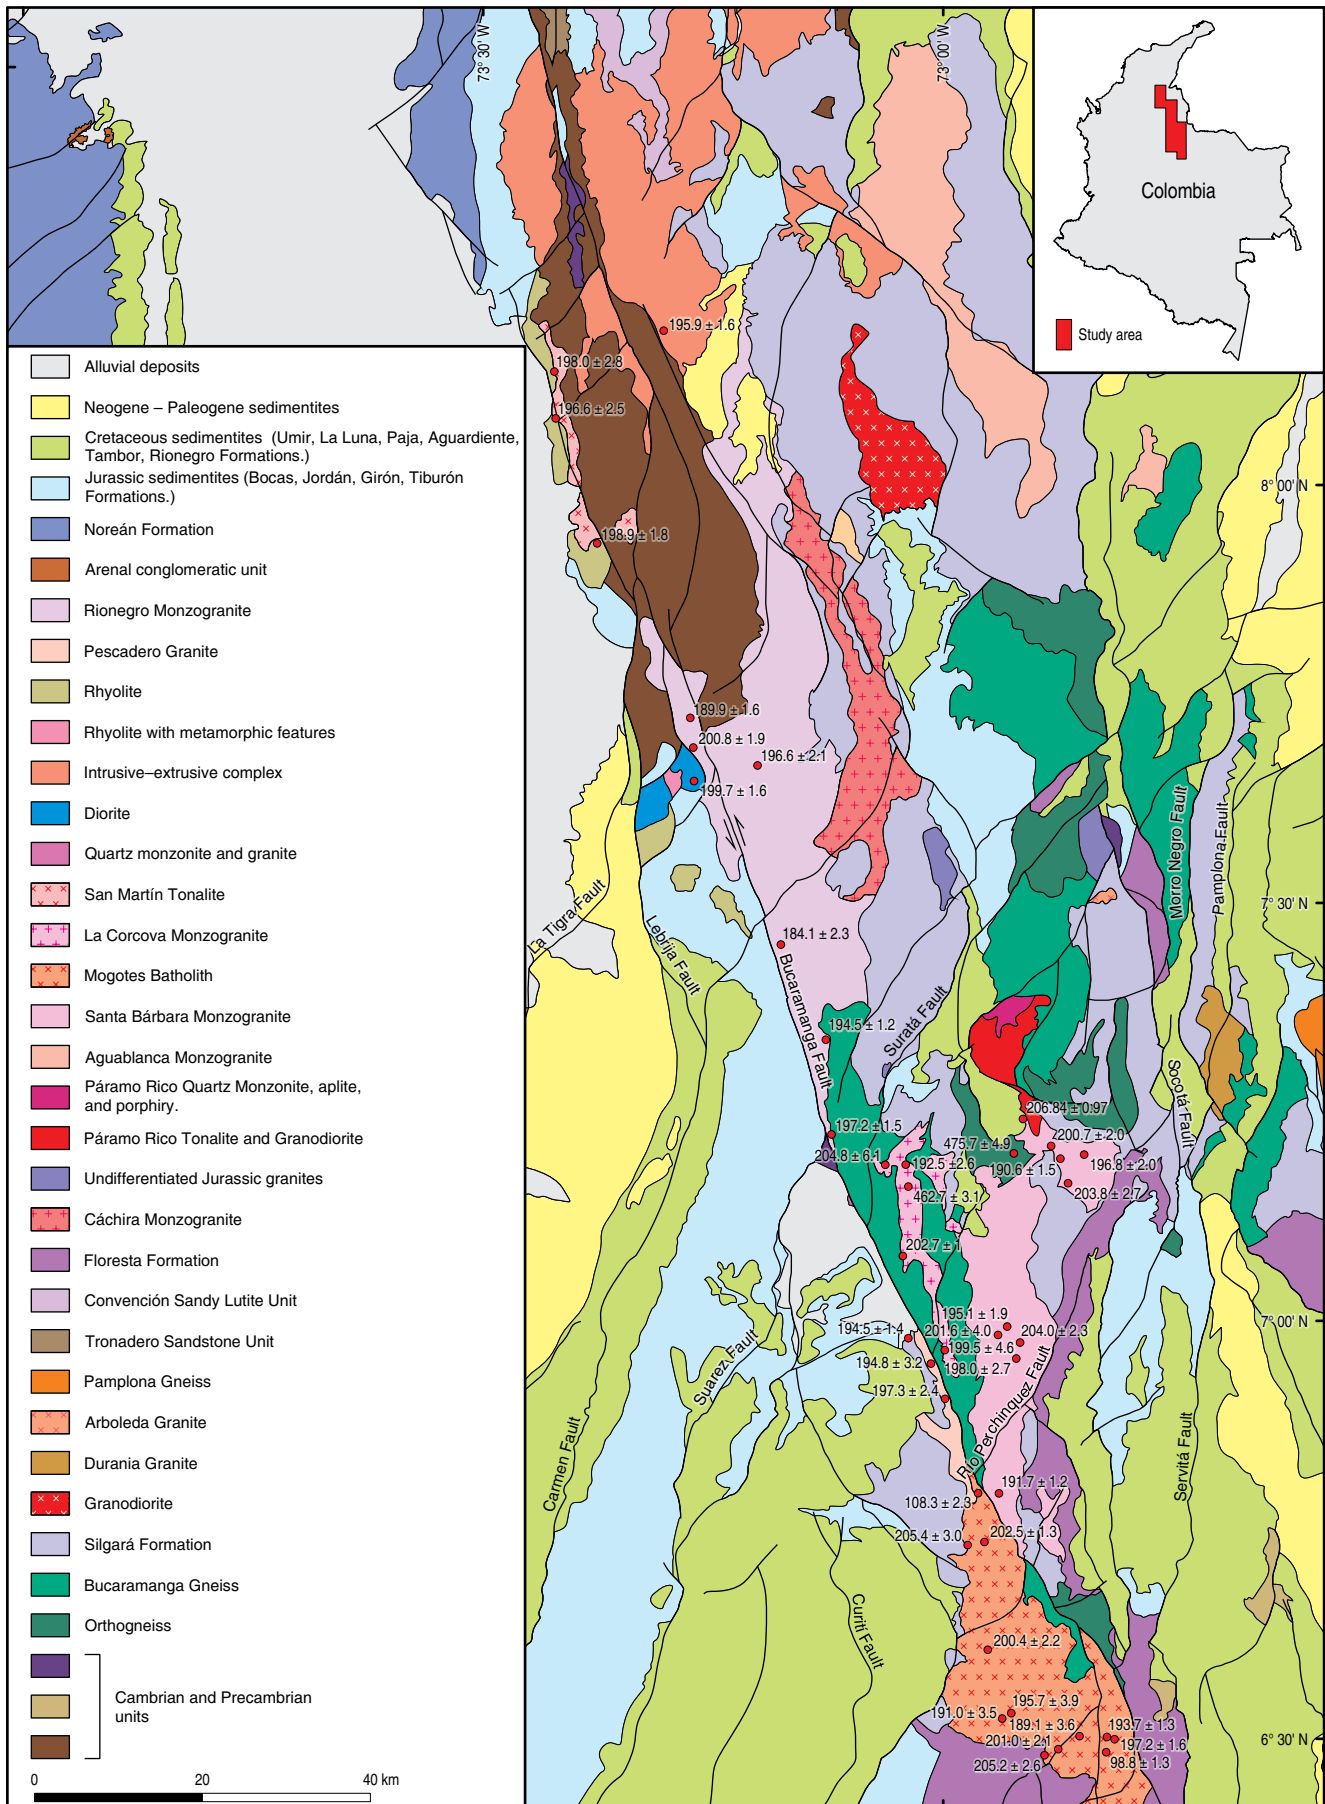 73° 30' W
73° 00' W
Colombia
Study area
Alluvial deposits
Neogene – Paleogene sedimentites
Cretaceous sedimentites (Umir, La Luna, Paja, Aguardiente,
Tambor, Rionegro Formations.)
Jurassic sedimentites (Bocas, Jordán, Girón, Tiburón
Formations.)
Noreán Formation
Arenal conglomeratic unit
Rionegro Monzogranite
Pescadero Granite
Rhyolite
Rhyolite with metamorphic features
Intrusive–extrusive complex
Diorite
Quartz monzonite and granite
San Martín Tonalite
La Corcova Monzogranite
Mogotes Batholith
Santa Bárbara Monzogranite
Aguablanca Monzogranite
Páramo Rico Quartz Monzonite, aplite,
and porphiry.
Páramo Rico Tonalite and Granodiorite
Undifferentiated Jurassic granites
Cáchira Monzogranite
Floresta Formation
Convención Sandy Lutite Unit
Tronadero Sandstone Unit
Pamplona Gneiss
Arboleda Granite
Durania Granite
Granodiorite
Silgará Formation
Bucaramanga Gneiss
Orthogneiss
Cambrian and Precambrian
units
0 20 40 km
195.9 ± 1.6
198.0 ± 2.8
196.6 ± 2.5
8° 00' N
198.9 ± 1.8
189.9 ± 1.6
200.8 ± 1.9
196.6 ± 2.1
199.7 ± 1.6
Morro Negro Fault
Pamplona Fault
7° 30' N
La Tigra Fault
Lebrija Fault
184.1 ± 2.3
Bucaramanga Fault
194.5 ± 1.2
Suratá Fault
Socotá Fault
206.84 ± 0.97
197.2 ± 1.5
475.7 ± 4.9
200.7 ± 2.0
204.8 ± 6.1
192.5 ± 2.6
190.6 ± 1.5
196.8 ± 2.0
462.7 ± 3.1
203.8 ± 2.7
202.7 ± 1
195.1 ± 1.9
7° 00' N
194.5 ± 1.4
201.6 ± 4.0
204.0 ± 2.3
199.5 ± 4.6
194.8 ± 3.2
198.0 ± 2.7
197.3 ± 2.4
Suarez Fault
Río Perchinquez Fault
Carmen Fault
Servitá Fault
191.7 ± 1.2
108.3 ± 2.3
205.4 ± 3.0
202.5 ± 1.3
Curití Fault
200.4 ± 2.2
195.7 ± 3.9
191.0 ± 3.5
189.1 ± 3.6
193.7 ± 1.3
201.0 ± 2.1
197.2 ± 1.6
6° 30' N
205.2 ± 2.6
98.8 ± 1.3